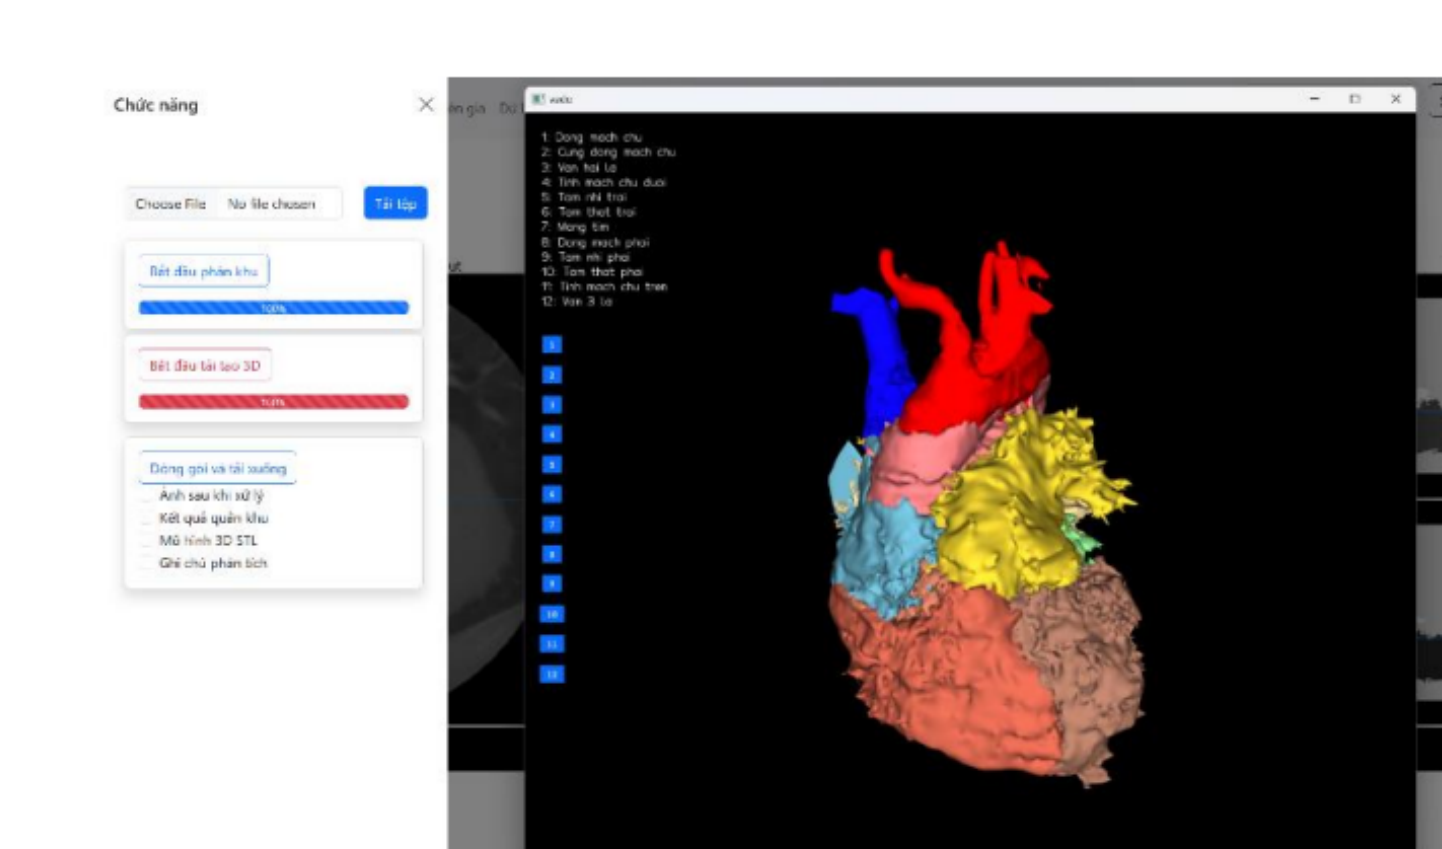 Chức năng
Choose File No file chosen
Tải tệp
Bắt đầu phân khu
100%
Bắt đầu tái tạo 3D
100%
Đóng gói và tải xuống
Ảnh sau khi xử lý
Kết quả quân khu
Mô hình 3D STL
Ghi chú phân tích
1: Dong mach chu
2: Cung dong mach chu
3: Van hai la
4: Tinh mach chu duoi
5: Tam nhi trai
6: Tam that trai
7: Mang tim
8: Dong mach phoi
9: Tam nhi phai
10: Tam that phai
11: Tinh mach chu tren
12: Van 3 la
1
2
3
4
5
6
7
8
9
10
11
12